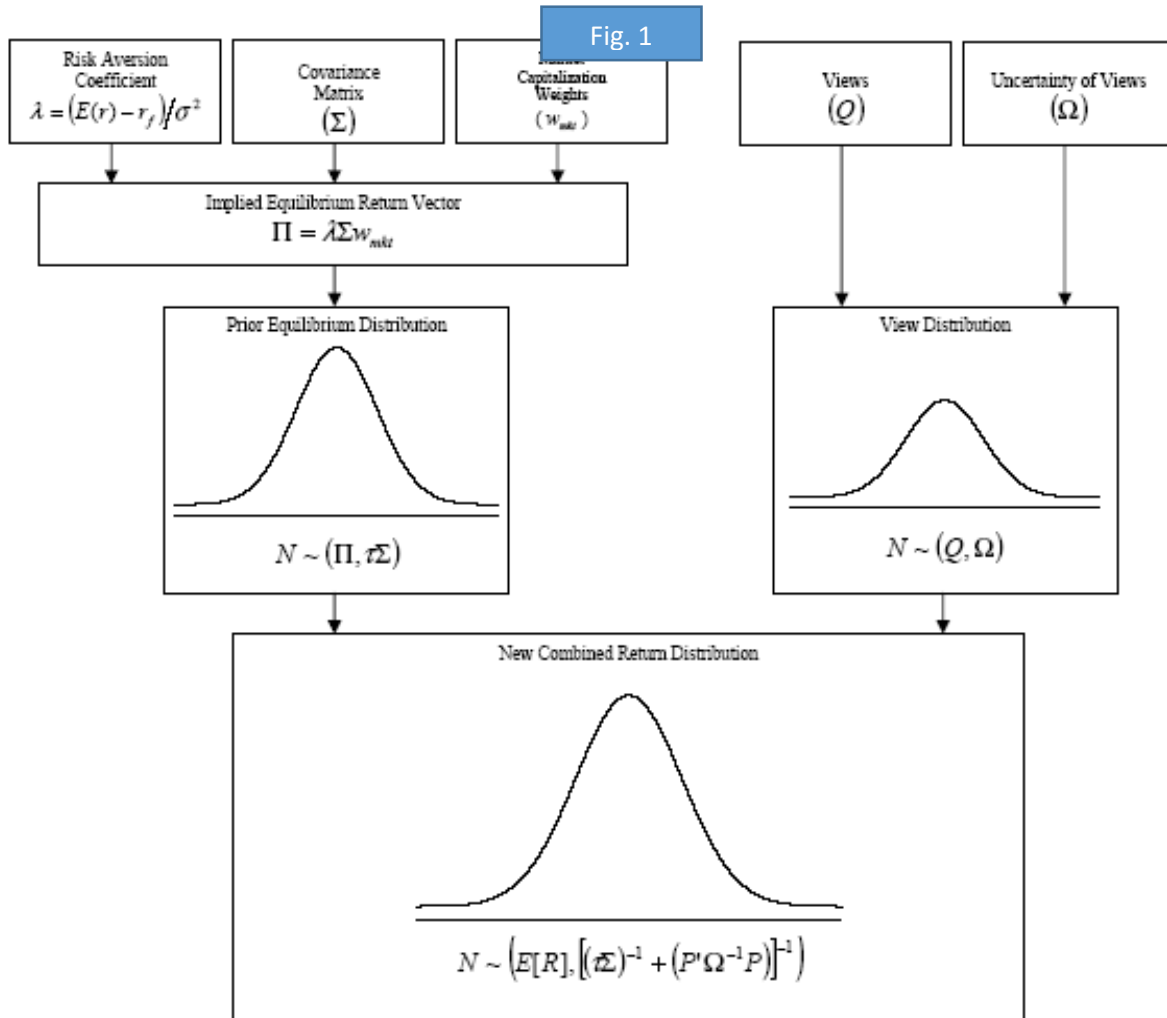 Fig. 1
Risk Aversion
Coefficient
λ = (E(r) − r_f)/σ²
Covariance
Matrix
(Σ)
Capitalization
Weights
(w_mkt)
Views
(Q)
Uncertainty of Views
(Ω)
Implied Equilibrium Return Vector
Π = λΣw_mkt
Prior Equilibrium Distribution
N ~ (Π, τΣ)
View Distribution
N ~ (Q, Ω)
New Combined Return Distribution
N ~ (E[R], [(τΣ)⁻¹ + (P'Ω⁻¹P)]⁻¹)